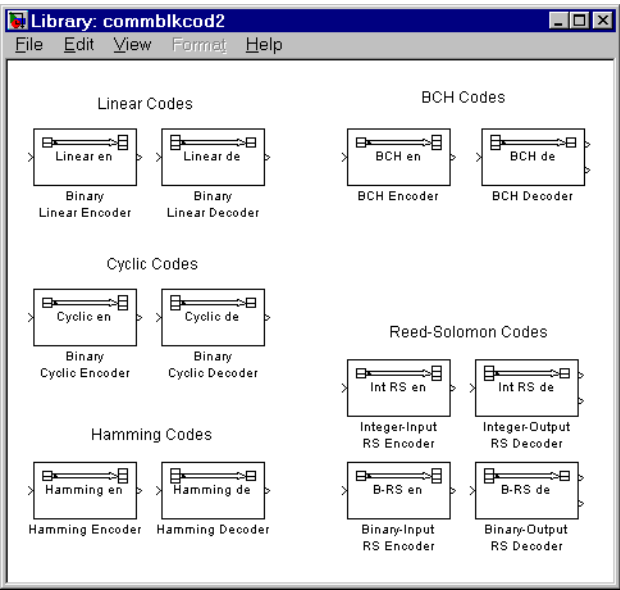 Library: commblkcod2
File Edit View Format Help
Linear Codes
Linear en
Linear de
Binary
Linear Encoder
Binary
Linear Decoder
BCH Codes
BCH en
BCH de
BCH Encoder
BCH Decoder
Cyclic Codes
Cyclic en
Cyclic de
Binary
Cyclic Encoder
Binary
Cyclic Decoder
Reed-Solomon Codes
Int RS en
Int RS de
Integer-Input
RS Encoder
Integer-Output
RS Decoder
Hamming Codes
Hamming en
Hamming de
Hamming Encoder
Hamming Decoder
B-RS en
B-RS de
Binary-Input
RS Encoder
Binary-Output
RS Decoder